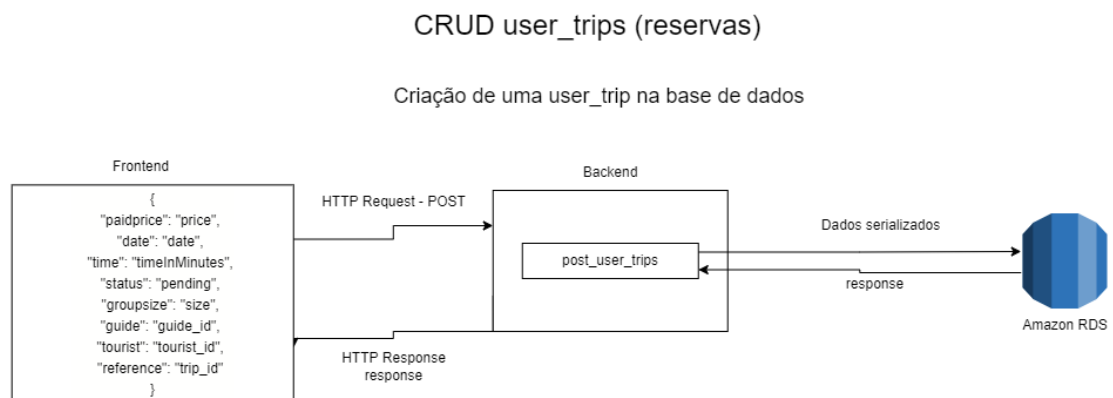 CRUD user_trips (reservas)
Criação de uma user_trip na base de dados
Frontend
{
"paidprice": "price",
"date": "date",
"time": "timeInMinutes",
"status": "pending",
"groupsize": "size",
"guide": "guide_id",
"tourist": "tourist_id",
"reference": "trip_id"
}
HTTP Request - POST
HTTP Response
response
Backend
post_user_trips
Dados serializados
response
Amazon RDS